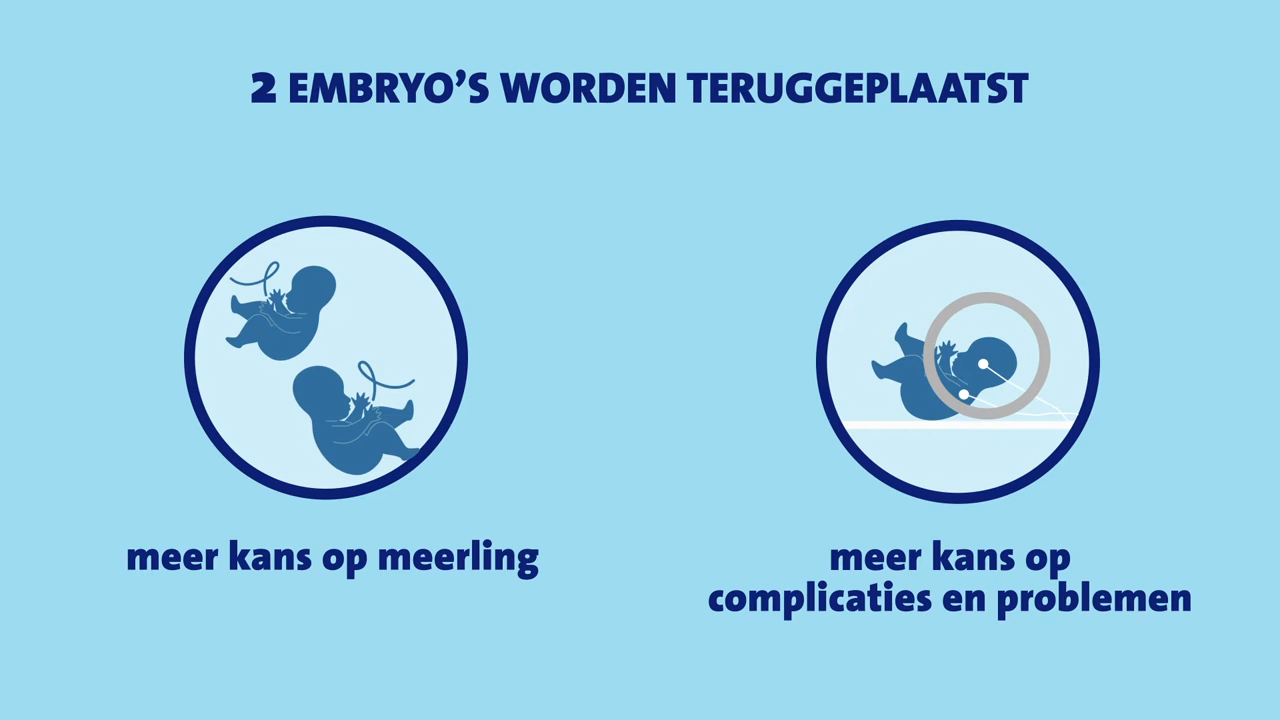 2 EMBRYO’S WORDEN TERUGGEPLAATST
meer kans op meerling
meer kans op
complicaties en problemen